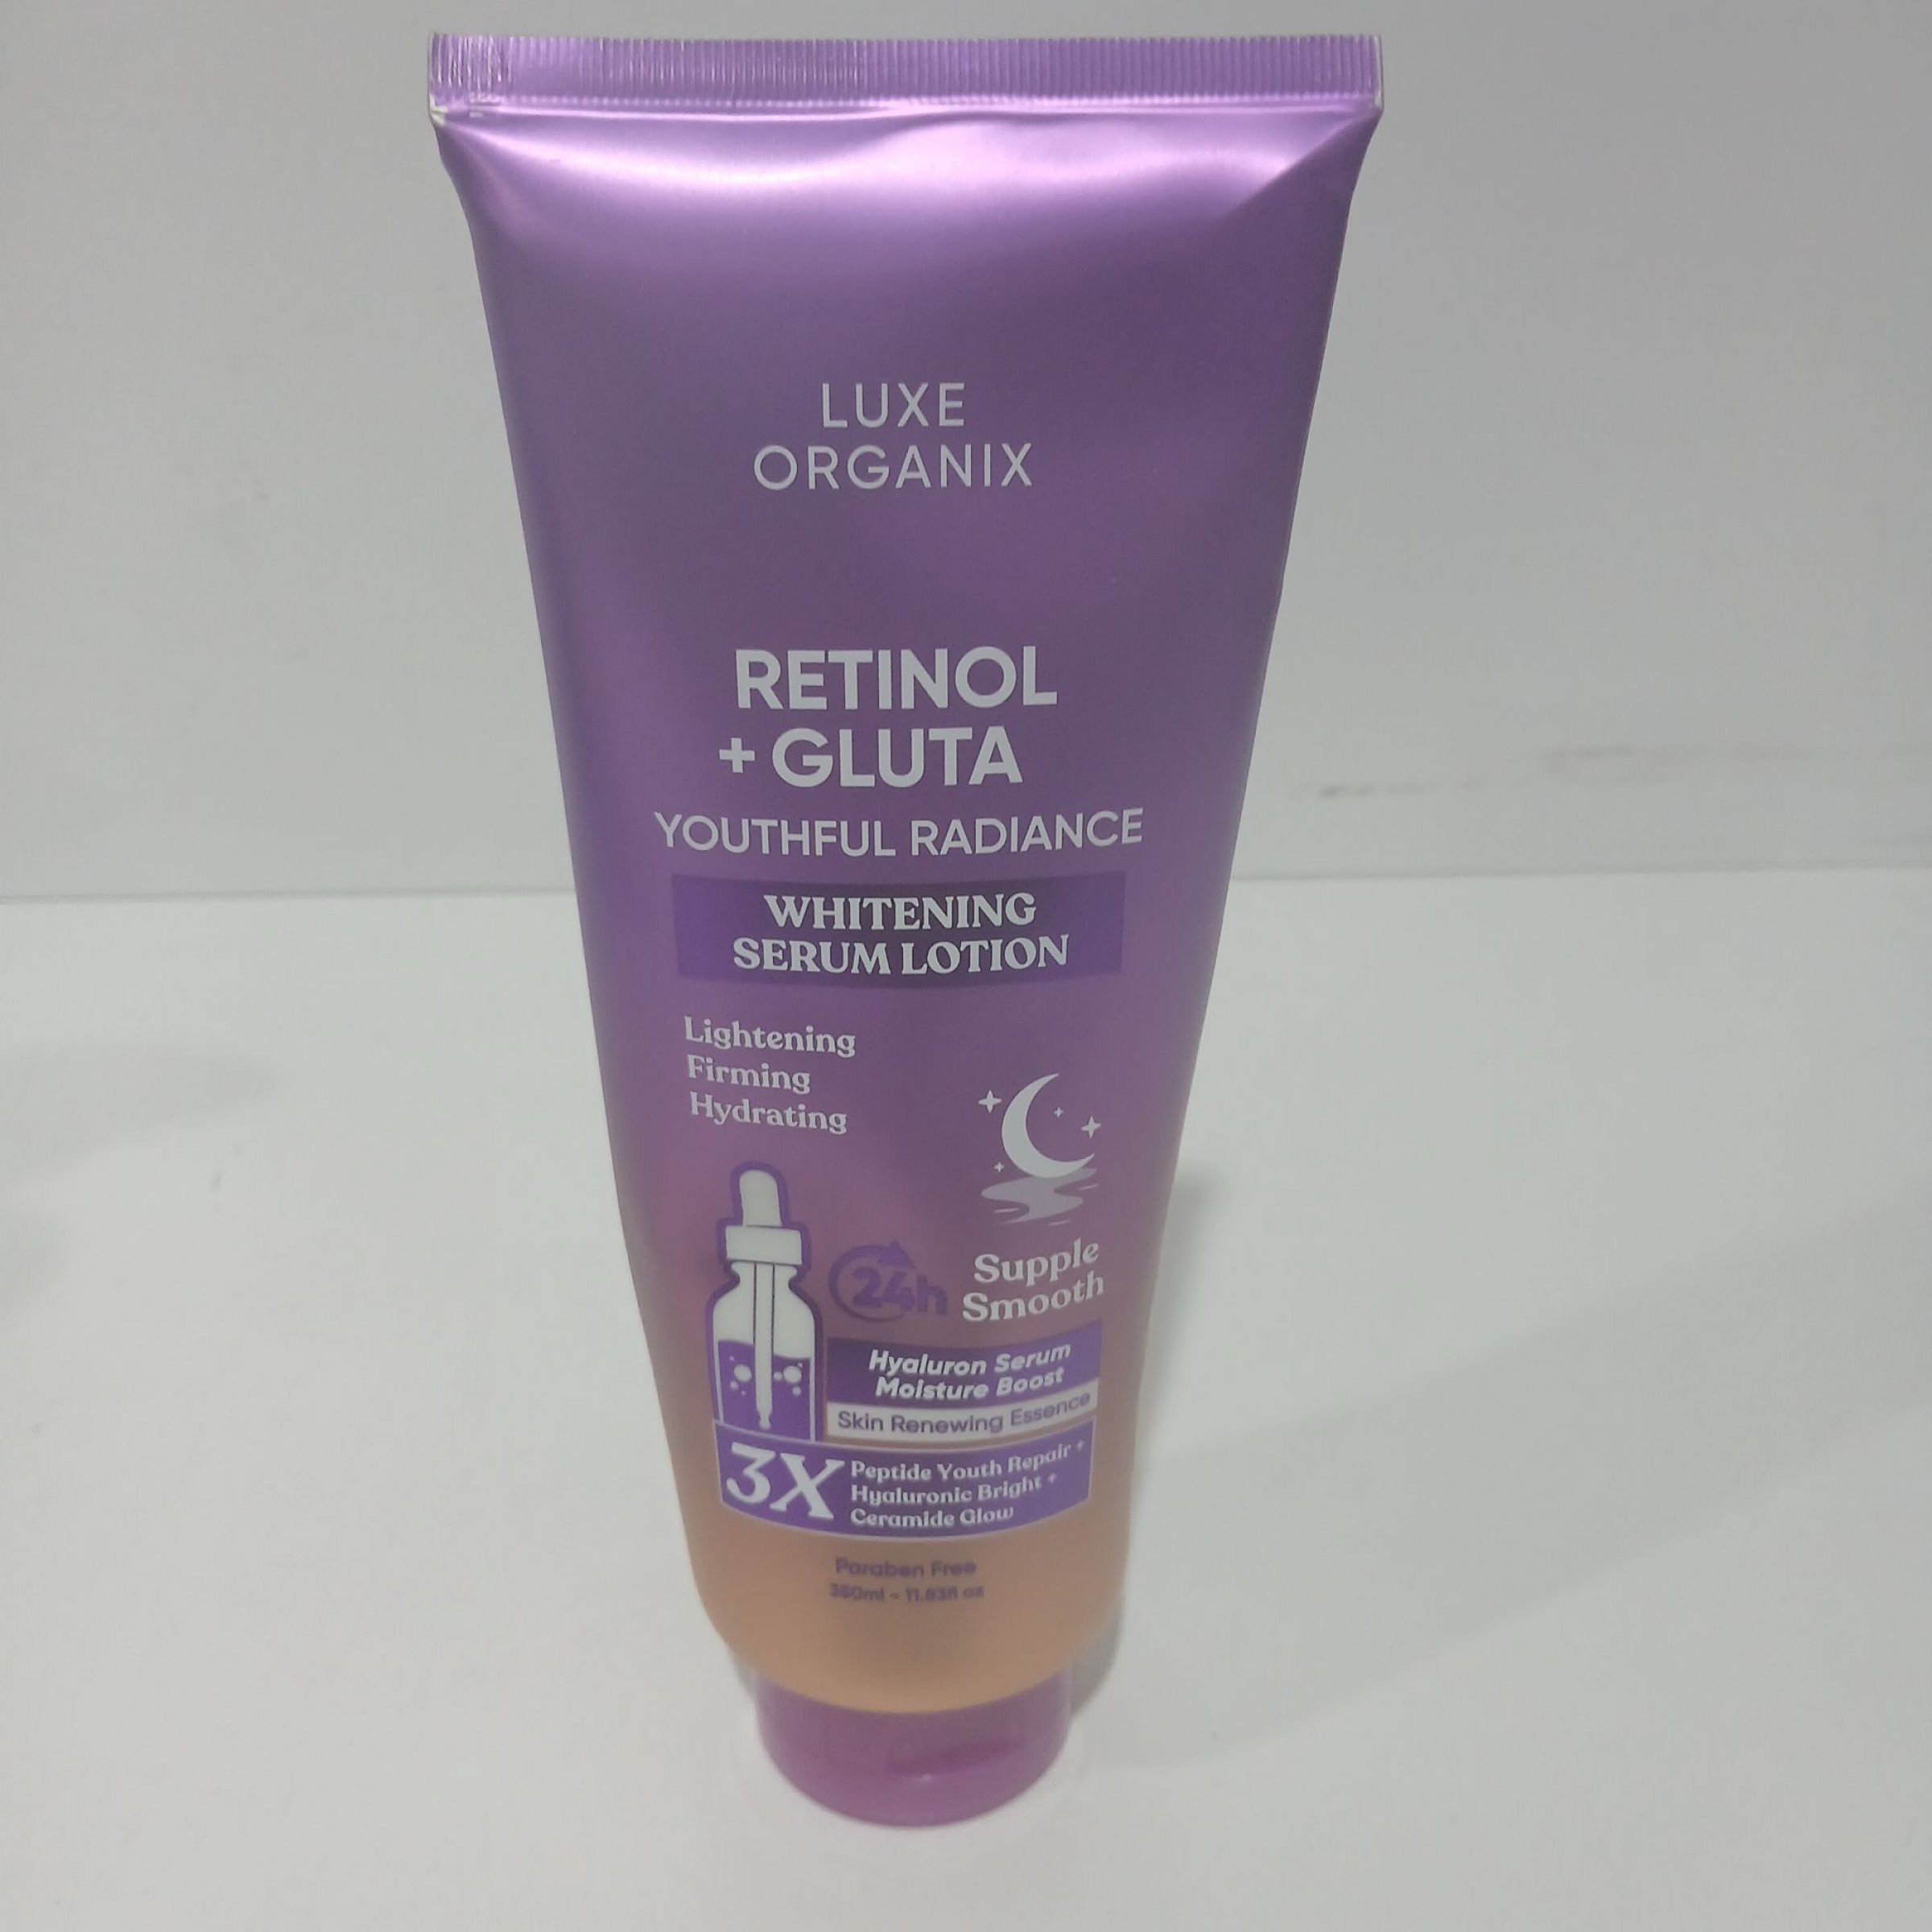 LUXE
ORGANIX
RETINOL
+ GLUTA
YOUTHFUL RADIANCE
WHITENING
SERUM LOTION
Lightening
Firming
Hydrating
24h
Supple
Smooth
Hyaluron Serum
Moisture Boost
Skin Renewing Essence
3X
Peptide Youth Repair +
Hyaluronic Bright +
Ceramide Glow
Paraben Free